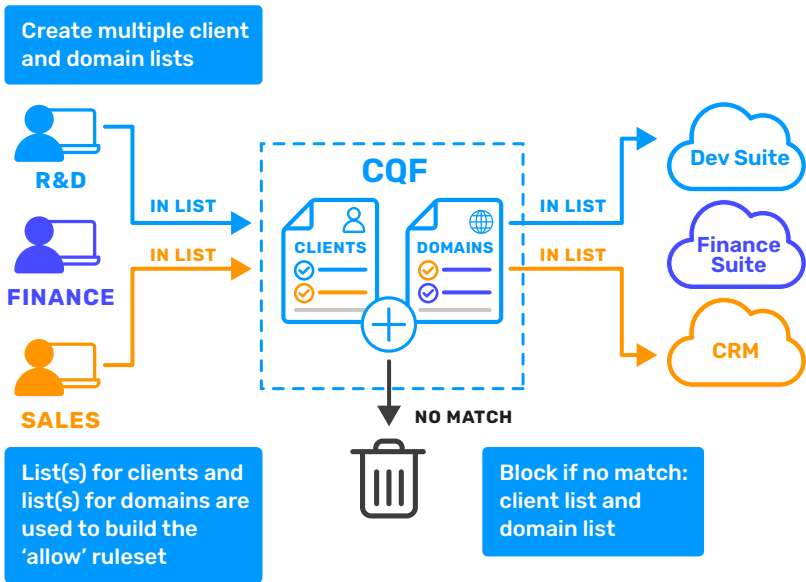 Create multiple client
and domain lists
R&D
FINANCE
SALES
IN LIST
IN LIST
CQF
CLIENTS
DOMAINS
IN LIST
IN LIST
Dev Suite
Finance
Suite
CRM
NO MATCH
List(s) for clients and
list(s) for domains are
used to build the
‘allow’ ruleset
Block if no match:
client list and
domain list